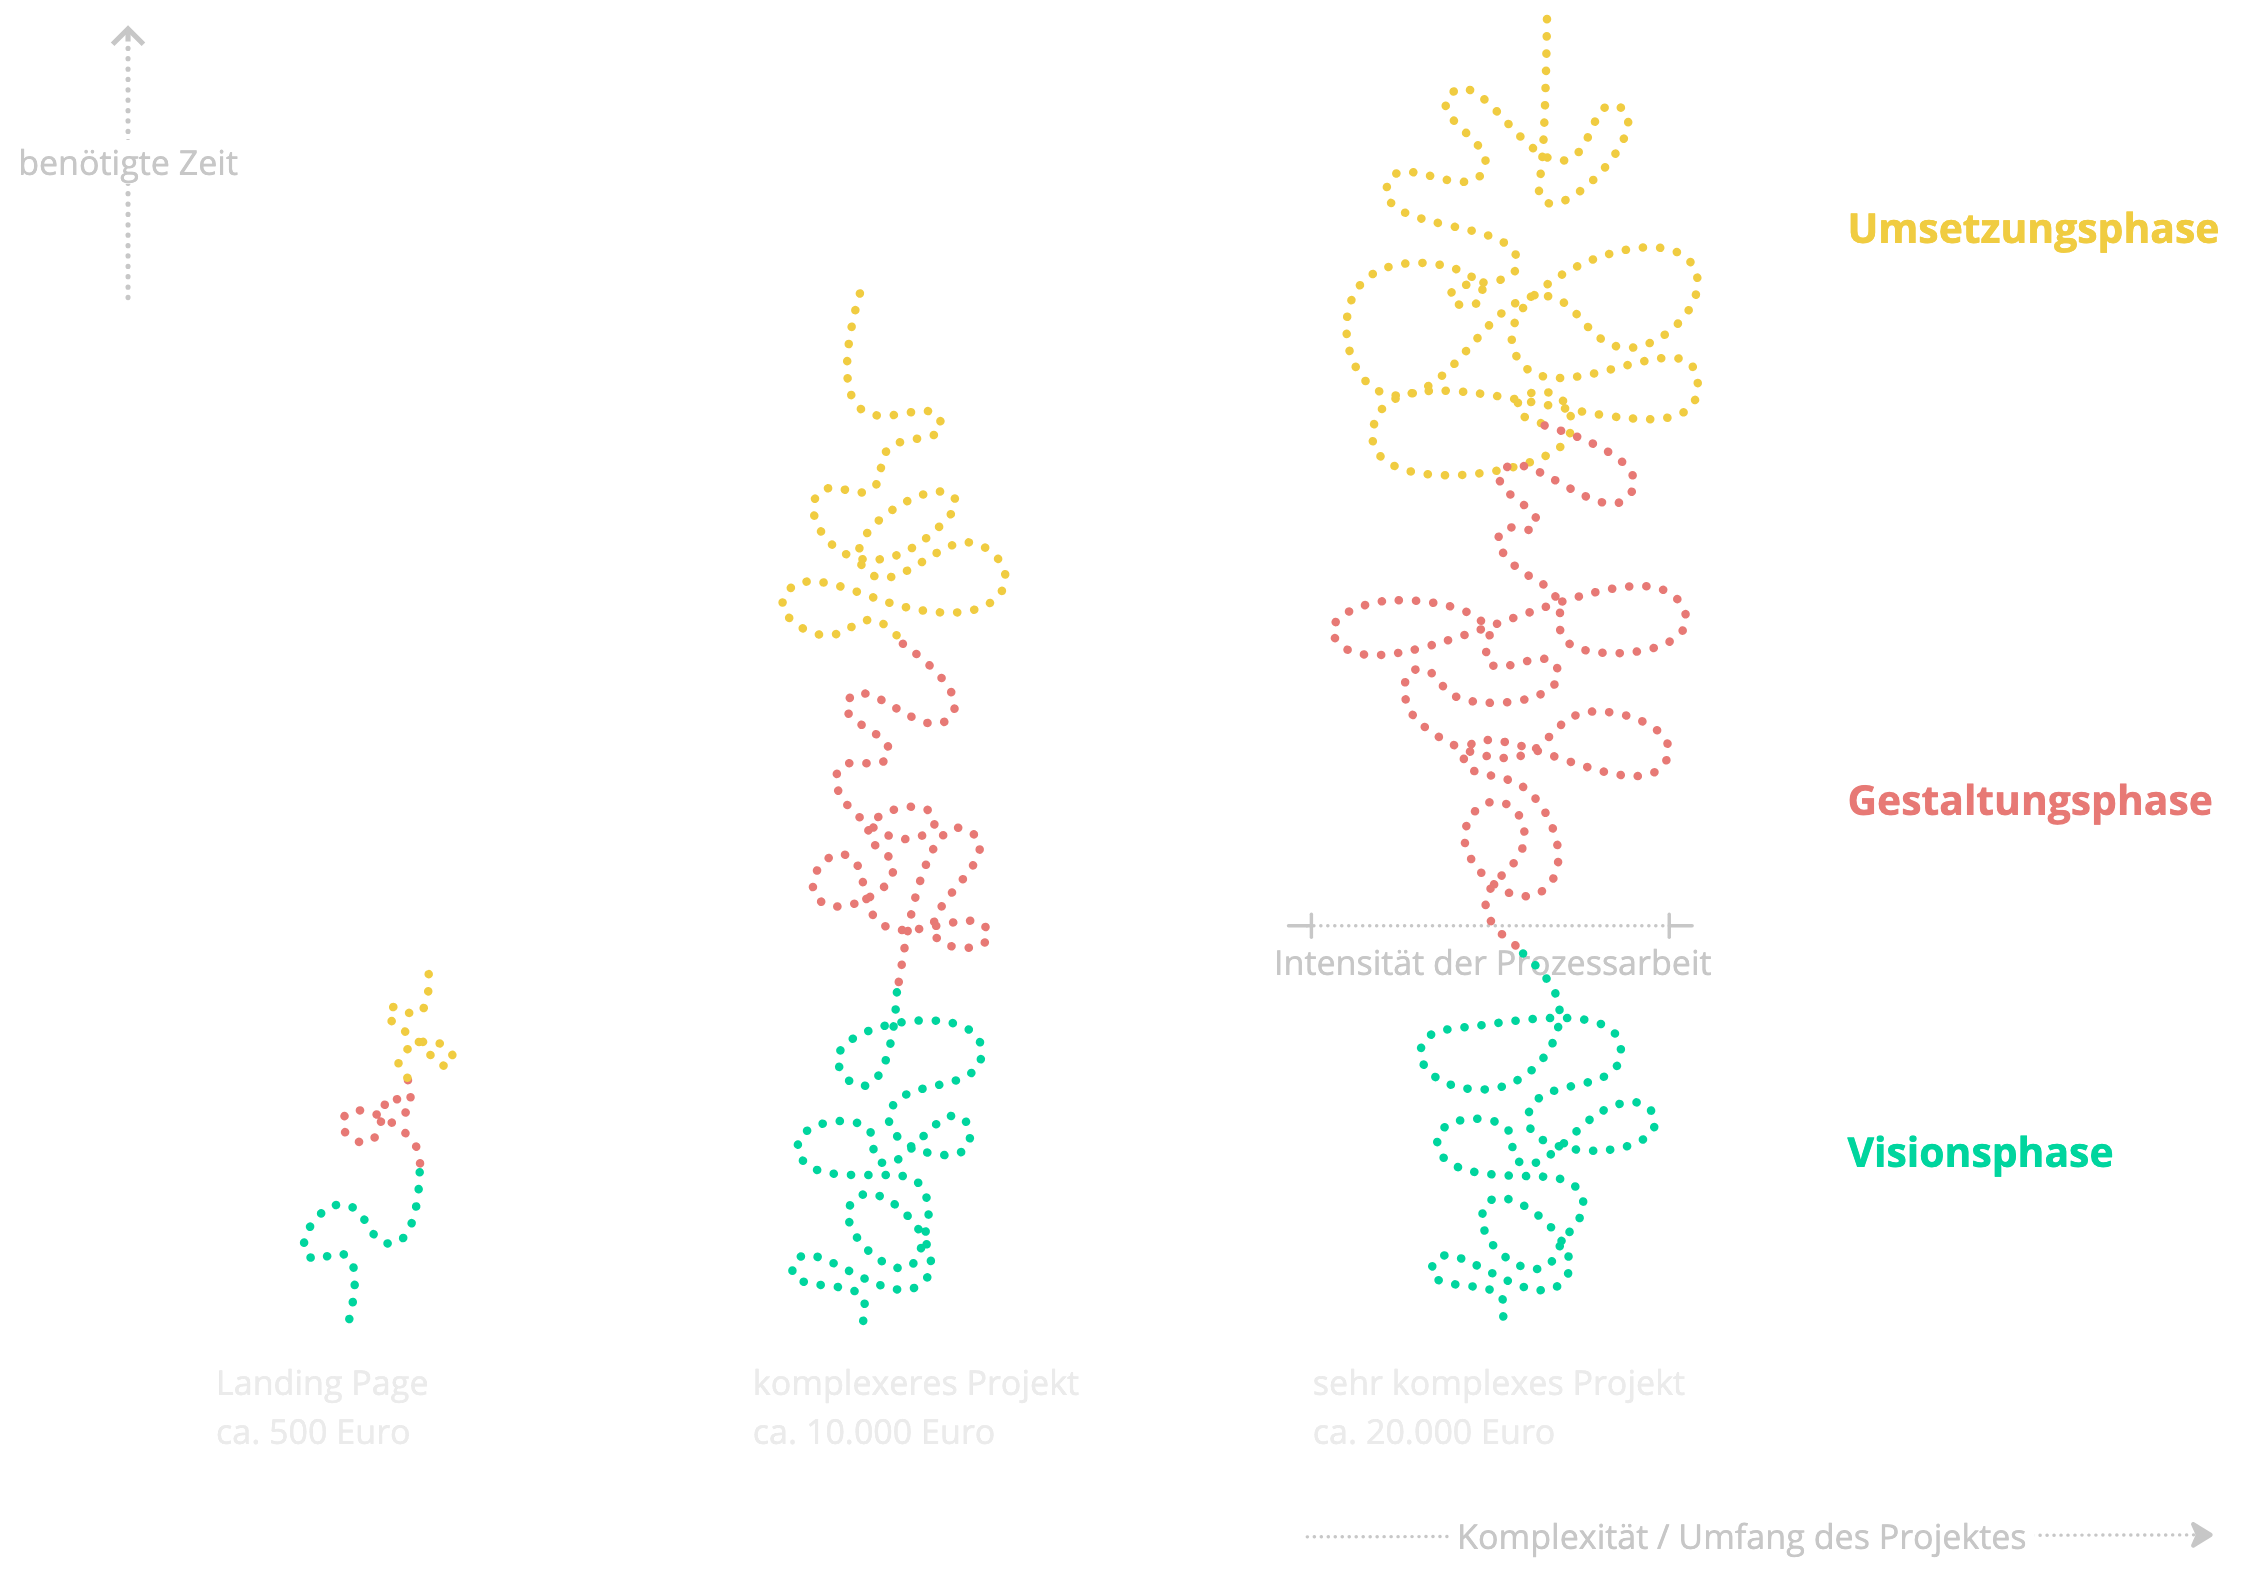 benötigte Zeit
Umsetzungsphase
Gestaltungsphase
Intensität der Prozessarbeit
Visionsphase
Landing Page
ca. 500 Euro
komplexeres Projekt
ca. 10.000 Euro
sehr komplexes Projekt
ca. 20.000 Euro
Komplexität / Umfang des Projektes